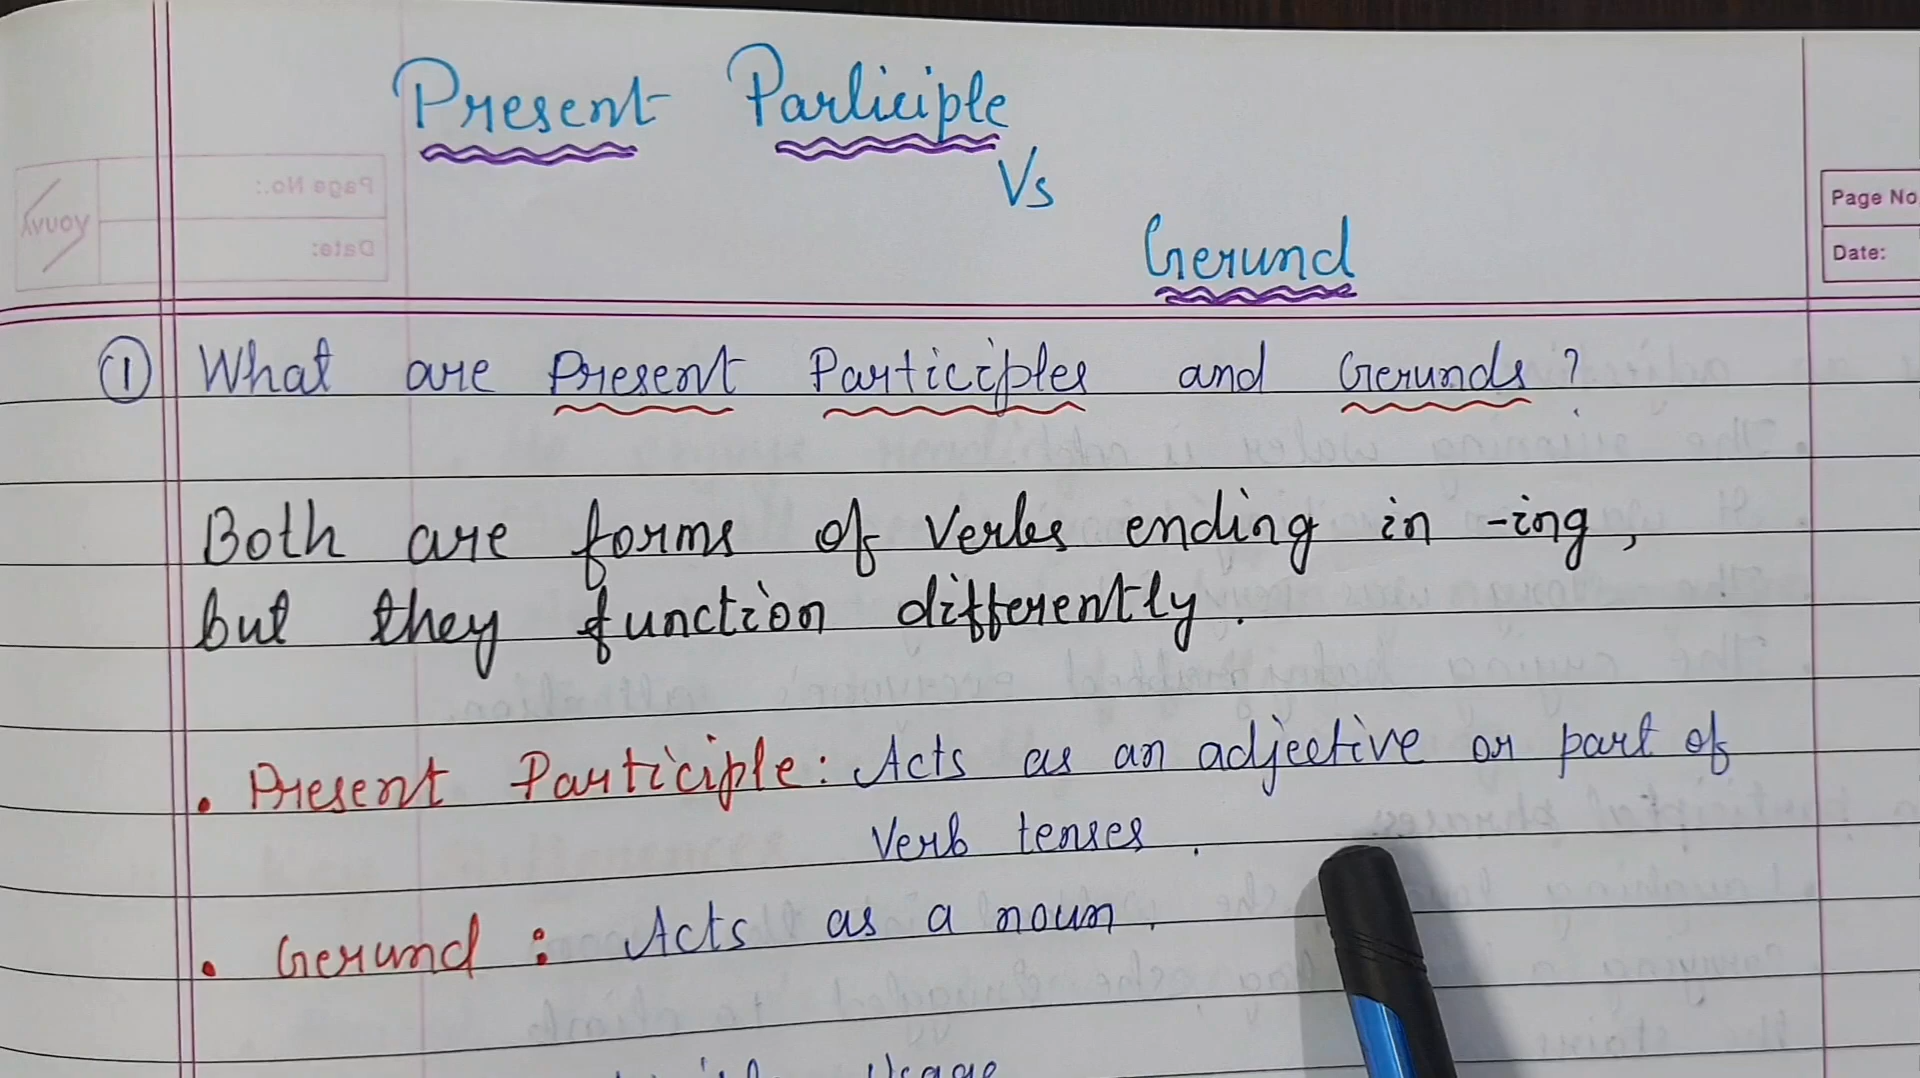 Present Participle
Vs
Gerund
Page No
Date:
① What are Present Participles and Gerunds?
Both are forms of Verbs ending in -ing,
but they function differently.
• Present Participle: Acts as an adjective or part of
Verb tenses.
• Gerund: Acts as a noun.
Usage